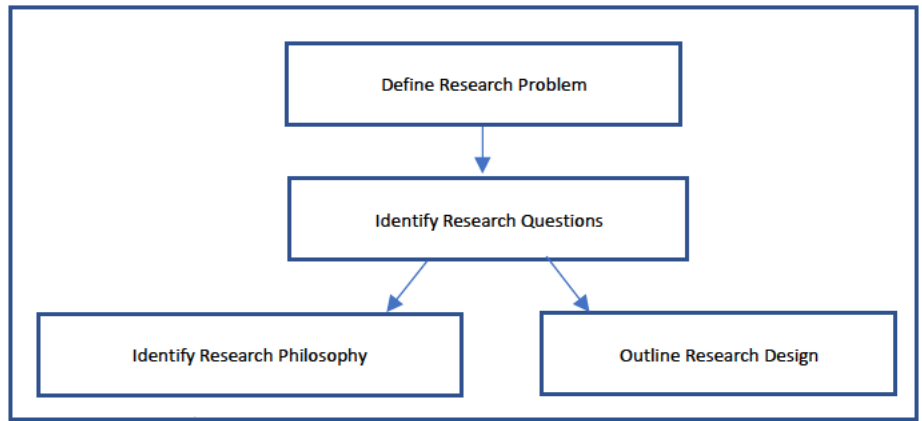 Define Research Problem
Identify Research Questions
Identify Research Philosophy
Outline Research Design